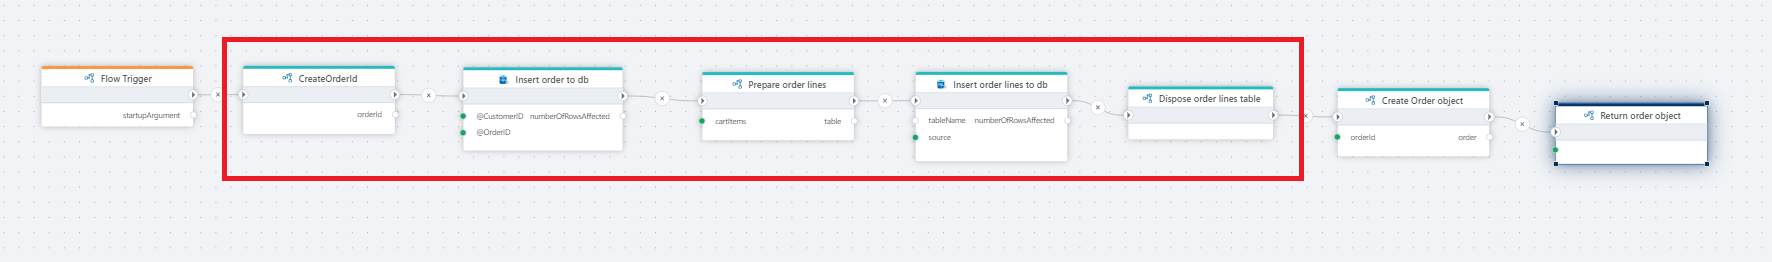 Flow Trigger
startupArgument
CreateOrderId
orderId
Insert order to db
@CustomerID numberOfRowsAffected
@OrderID
Prepare order lines
cartItems table
Insert order lines to db
tableName numberOfRowsAffected
source
Dispose order lines table
Create Order object
orderId order
Return order object